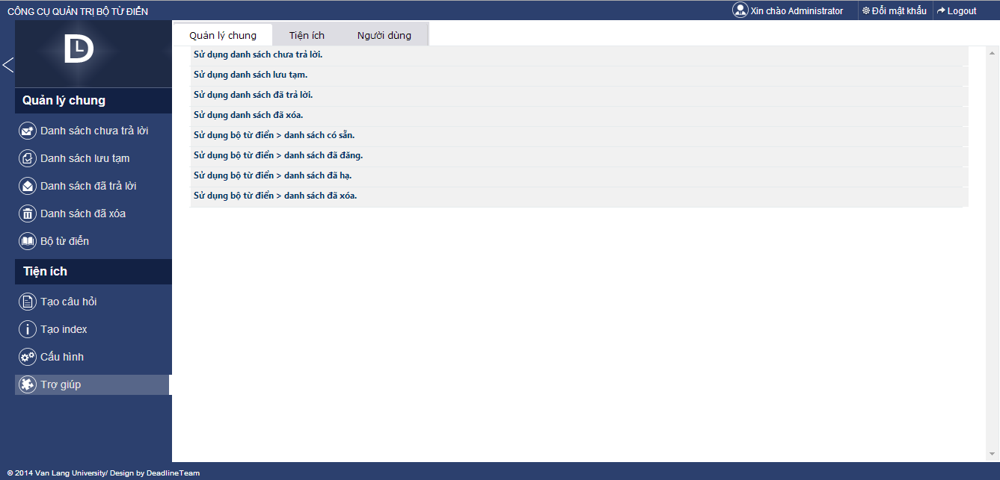 CÔNG CỤ QUẢN TRỊ BỘ TỪ ĐIỂN
Xin chào Administrator
Đổi mật khẩu
Logout
DL
Quản lý chung
Danh sách chưa trả lời
Danh sách lưu tạm
Danh sách đã trả lời
Danh sách đã xóa
Bộ từ điển
Tiện ích
Tạo câu hỏi
Tạo index
Cấu hình
Trợ giúp
Quản lý chung Tiện ích Người dùng
Sử dụng danh sách chưa trả lời.
Sử dụng danh sách lưu tạm.
Sử dụng danh sách đã trả lời.
Sử dụng danh sách đã xóa.
Sử dụng bộ từ điển > danh sách có sẵn.
Sử dụng bộ từ điển > danh sách đã đăng.
Sử dụng bộ từ điển > danh sách đã hạ.
Sử dụng bộ từ điển > danh sách đã xóa.
© 2014 Van Lang University/ Design by DeadlineTeam